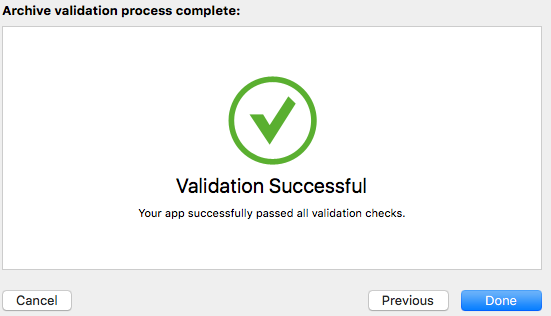 Archive validation process complete:
Validation Successful
Your app successfully passed all validation checks.
Cancel
Previous
Done